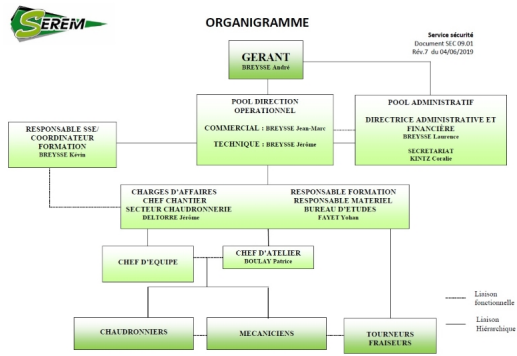 SEREM
ORGANIGRAMME
Service sécurité
Document SEC 09.01
Rév.7 du 04/06/2019
GERANT
BREYSSE André
POOL DIRECTION
OPERATIONNEL
COMMERCIAL : BREYSSE Jean-Marc
TECHNIQUE : BREYSSE Jérôme
POOL ADMINISTRATIF
DIRECTRICE ADMINISTRATIVE ET
FINANCIÈRE
BREYSSE Laurence
SECRETARIAT
KINTZ Coralie
RESPONSABLE SSE/
COORDINATEUR
FORMATION
BREYSSE Kévin
CHARGES D'AFFAIRES
CHEF CHANTIER
SECTEUR CHAUDRONNERIE
DELTORRE Jérôme
RESPONSABLE FORMATION
RESPONSABLE MATERIEL
BUREAU D'ETUDES
FAYET Yohan
CHEF D'EQUIPE
CHEF D'ATELIER
BOULAY Patrice
Liaison
fonctionnelle
Liaison
Hiérarchique
CHAUDRONNIERS
MECANICIENS
TOURNEURS
FRAISEURS